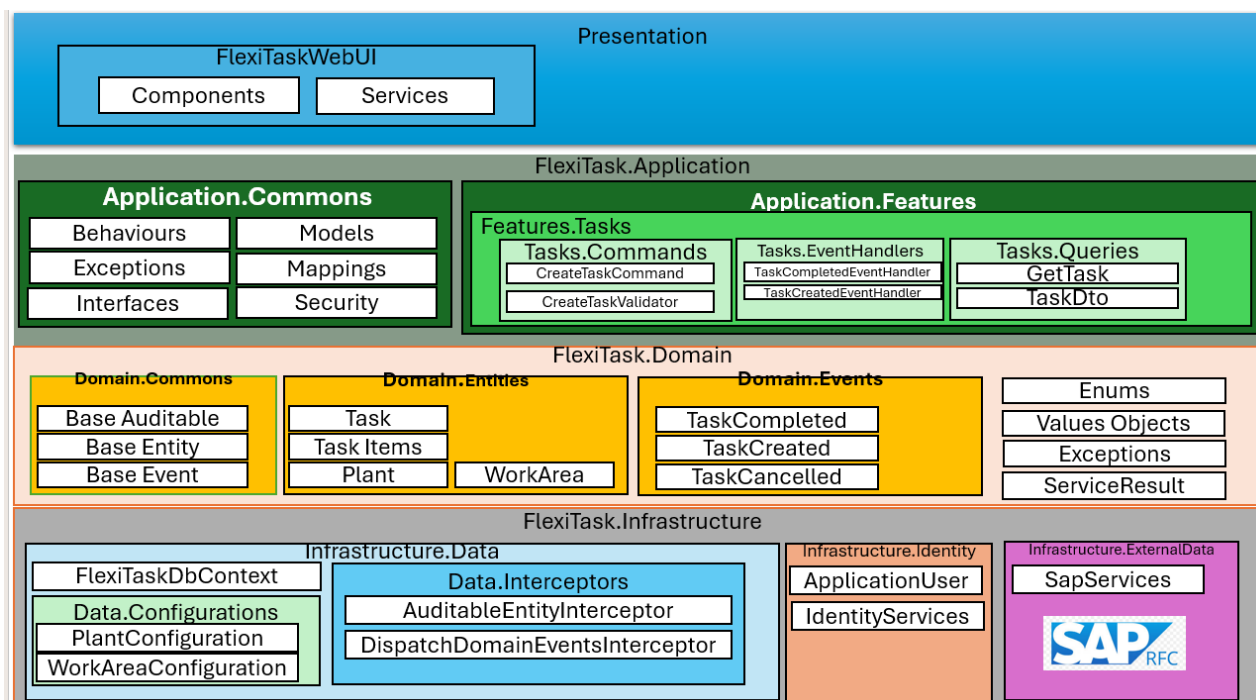 Presentation
FlexiTaskWebUI
Components
Services
FlexiTask.Application
Application.Commons
Behaviours
Models
Exceptions
Mappings
Interfaces
Security
Application.Features
Features.Tasks
Tasks.Commands
CreateTaskCommand
CreateTaskValidator
Tasks.EventHandlers
TaskCompletedEventHandler
TaskCreatedEventHandler
Tasks.Queries
GetTask
TaskDto
FlexiTask.Domain
Domain.Commons
Base Auditable
Base Entity
Base Event
Domain.Entities
Task
Task Items
Plant
WorkArea
Domain.Events
TaskCompleted
TaskCreated
TaskCancelled
Enums
Values Objects
Exceptions
ServiceResult
FlexiTask.Infrastructure
Infrastructure.Data
FlexiTaskDbContext
Data.Configurations
PlantConfiguration
WorkAreaConfiguration
Data.Interceptors
AuditableEntityInterceptor
DispatchDomainEventsInterceptor
Infrastructure.Identity
ApplicationUser
IdentityServices
Infrastructure.ExternalData
SapServices
SAP RFC